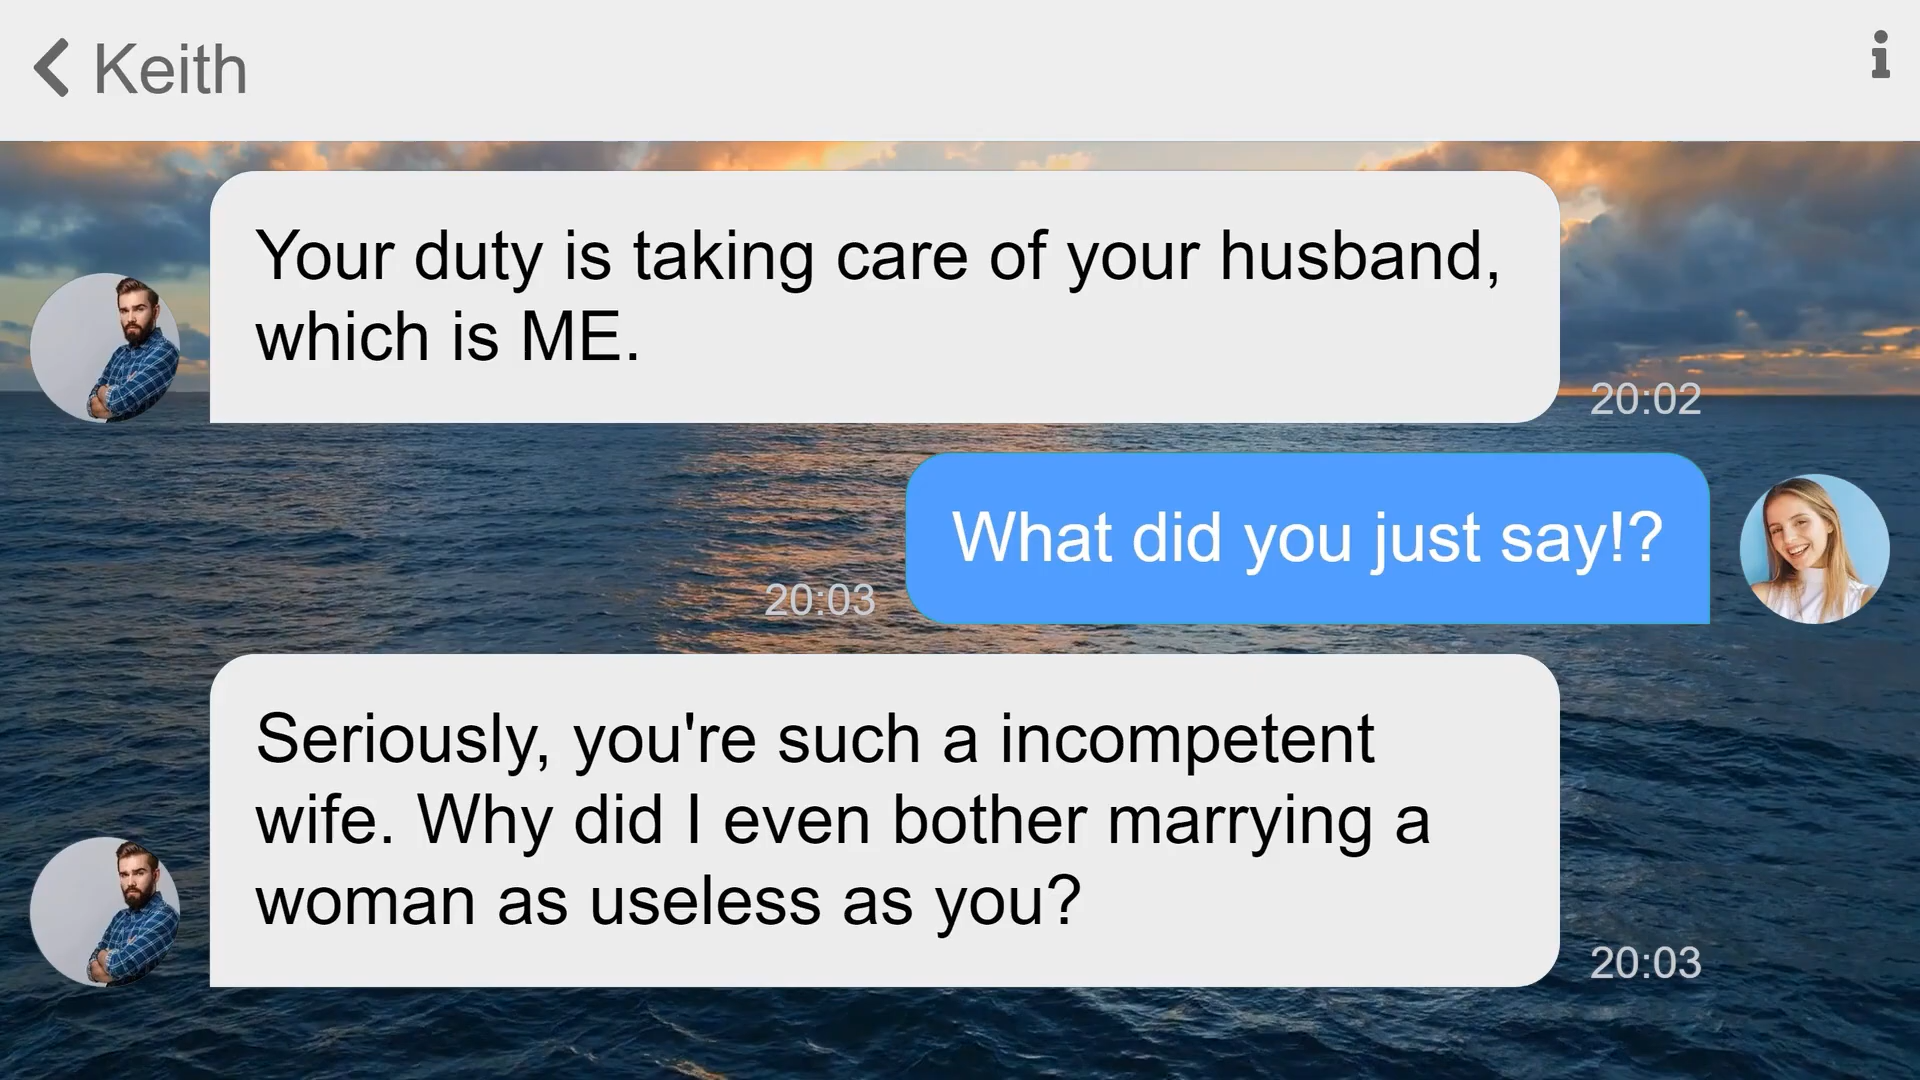 Keith
Your duty is taking care of your husband,
which is ME.
20:02
What did you just say!?
20:03
Seriously, you're such a incompetent
wife. Why did I even bother marrying a
woman as useless as you?
20:03